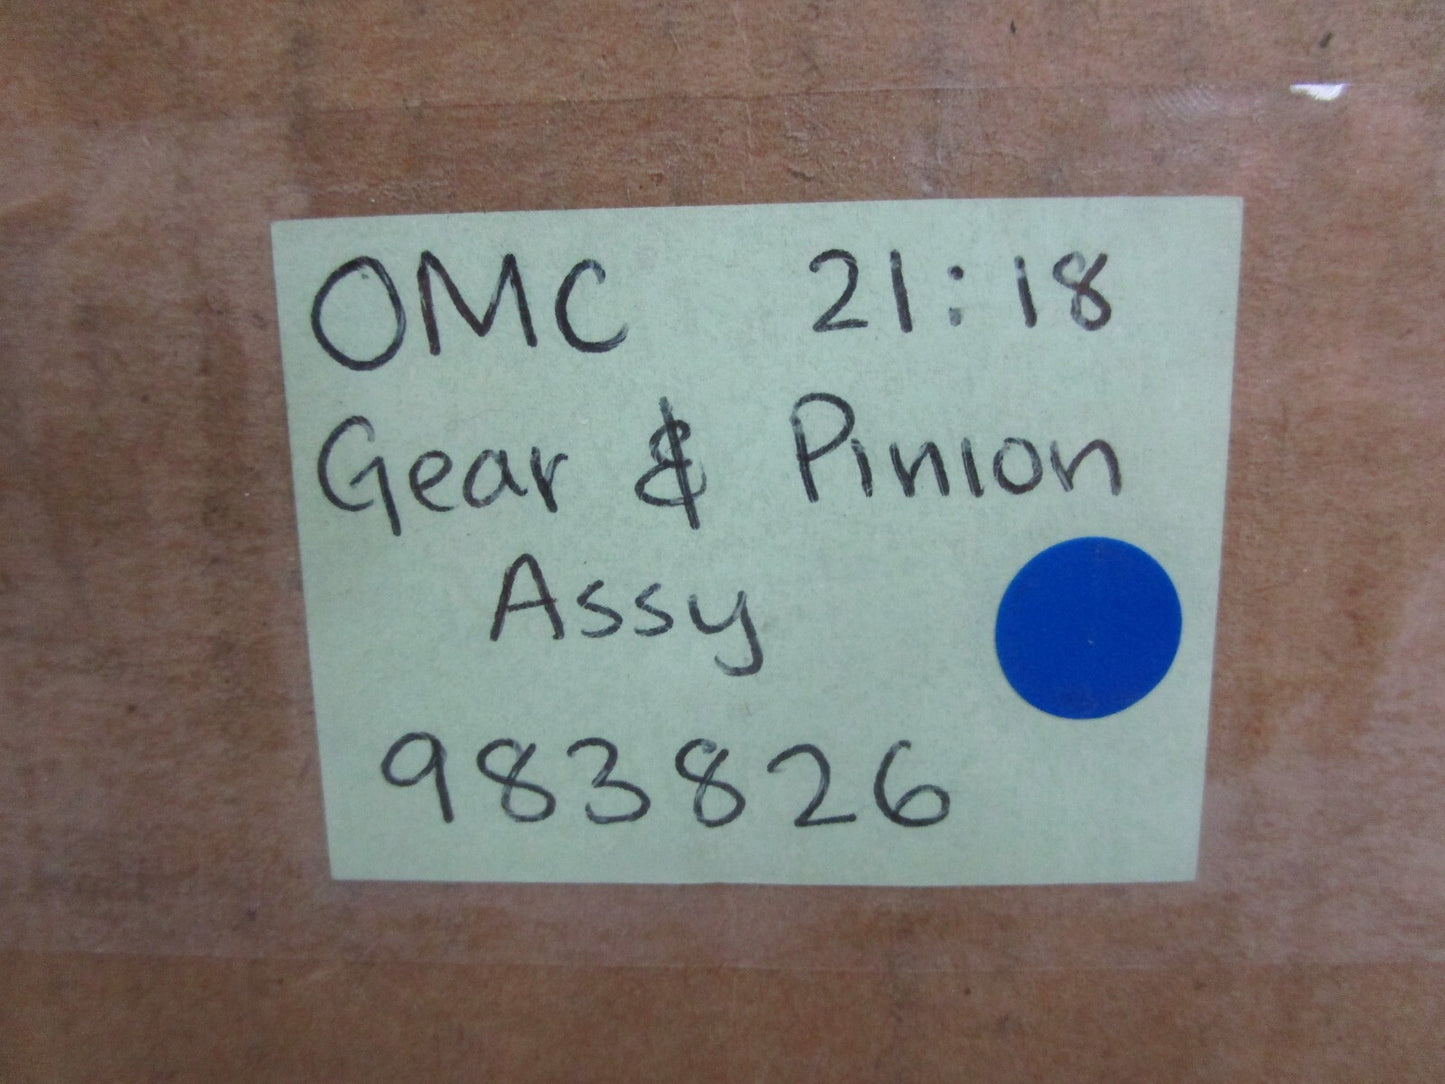 OMC 21:18
Gear & Pinion
Assy
983826